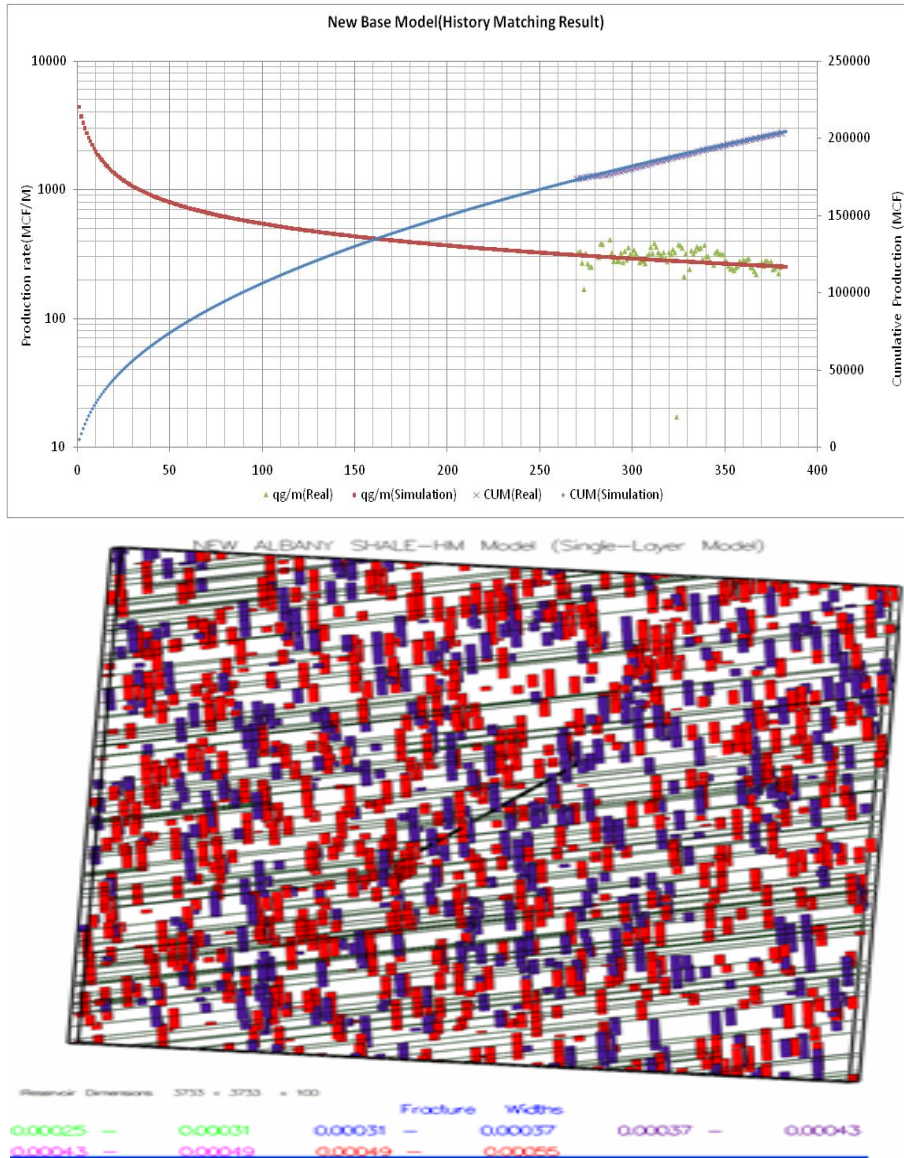 New Base Model(History Matching Result)
10000
1000
100
10
Production rate(MCF/M)
250000
200000
150000
100000
50000
0
Cumulative Production (MCF)
0 50 100 150 200 250 300 350 400
qg/m(Real) qg/m(Simulation) CUM(Real) CUM(Simulation)
NEW ALBANY SHALE-HM Model (Single-Layer Model)
Reservoir Dimensions 3733 x 3733 x 100
Fracture Widths
0.00025 - 0.00031 0.00031 - 0.00037 0.00037 - 0.00043
0.00043 - 0.00049 0.00049 - 0.00055